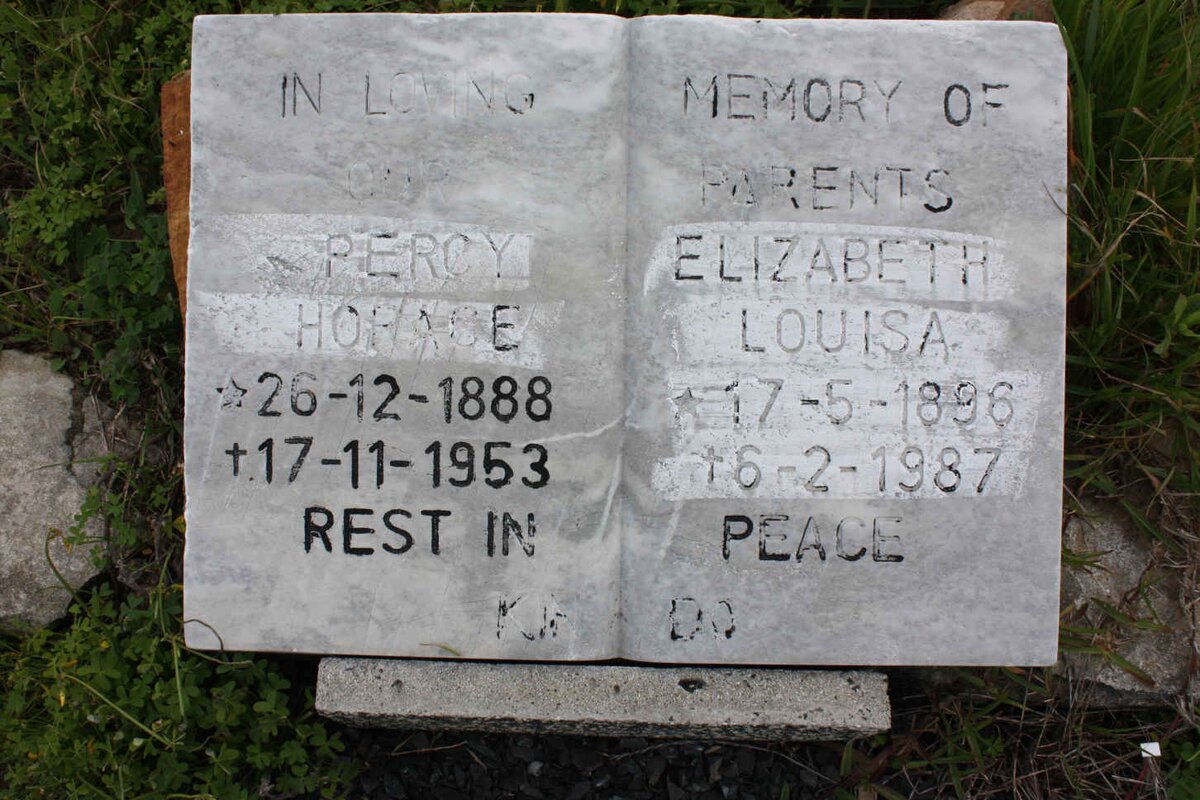 IN LOVING MEMORY OF
OUR PARENTS
PERCY ELIZABETH
HORACE LOUISA
☆26-12-1888 ★17-5-1896
†17-11-1953 †6-2-1987
REST IN PEACE